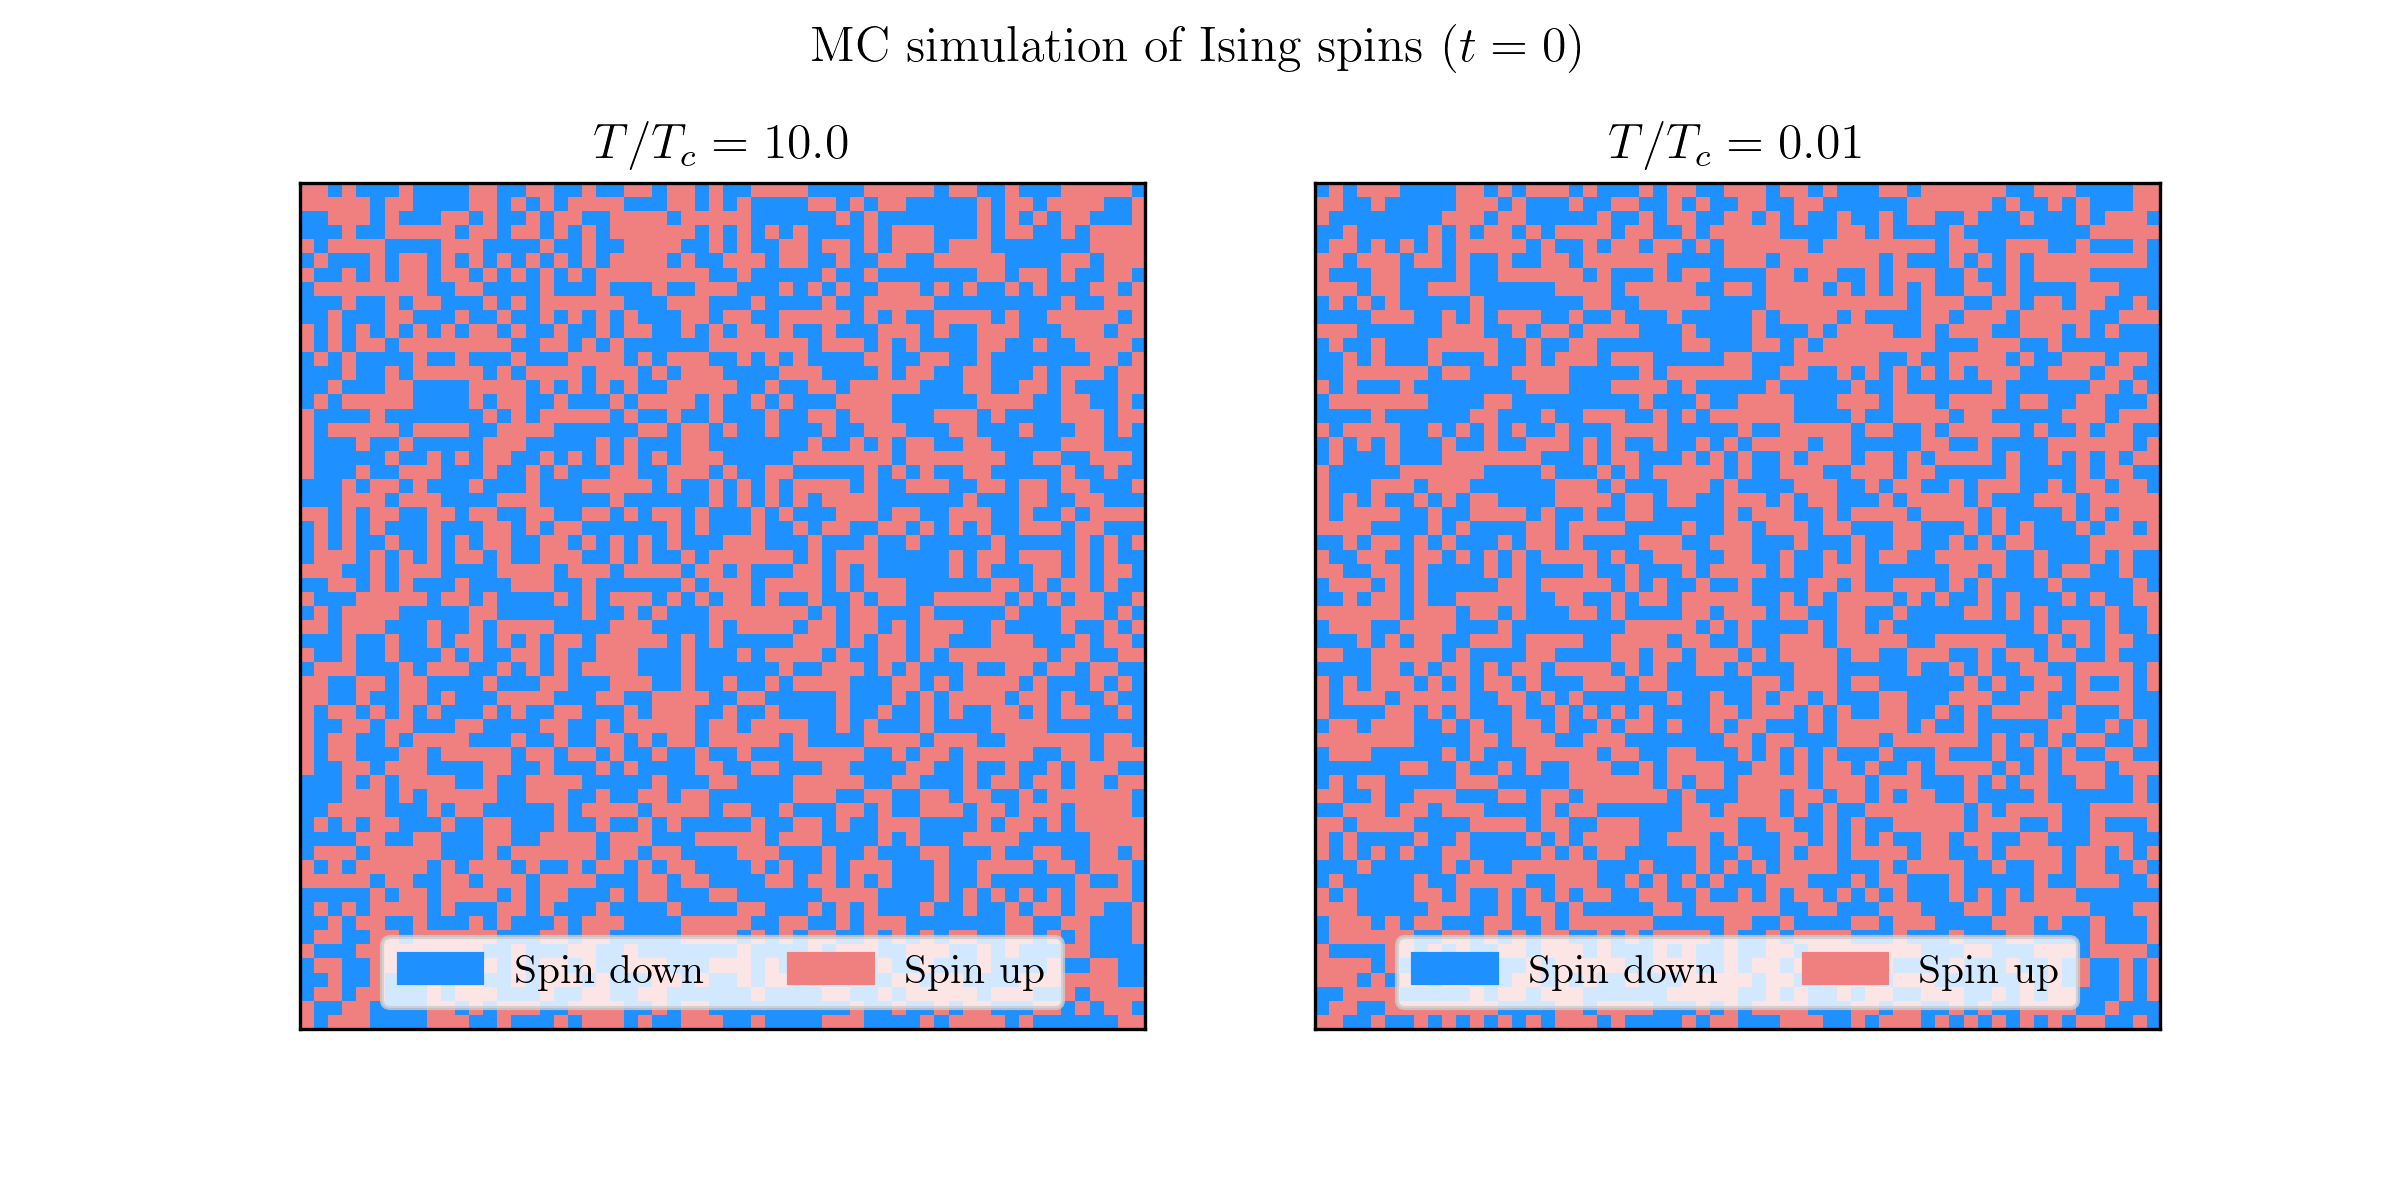 MC simulation of Ising spins (t = 0)
T/T_c = 10.0
T/T_c = 0.01
Spin down Spin up
Spin down Spin up